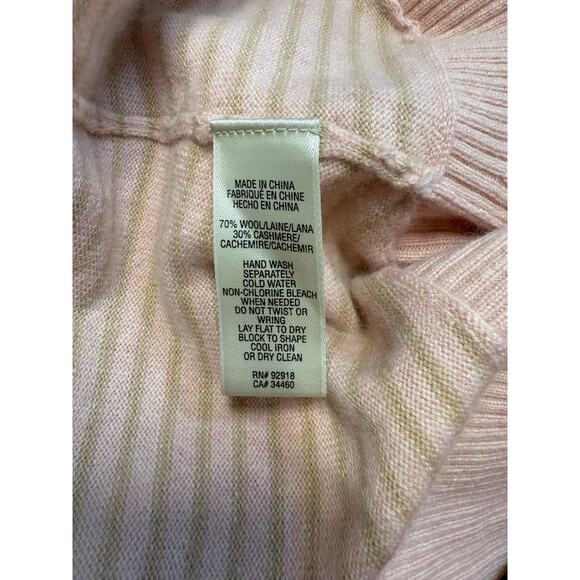 MADE IN CHINA
FABRIQUÉ EN CHINE
HECHO EN CHINA
70% WOOL/LAINE/LANA
30% CASHMERE/
CACHEMIRE/CACHEMIR
HAND WASH
SEPARATELY
COLD WATER
NON-CHLORINE BLEACH
WHEN NEEDED
DO NOT TWIST OR
WRING
LAY FLAT TO DRY
BLOCK TO SHAPE
COOL IRON
OR DRY CLEAN
RN# 92918
CA# 34460